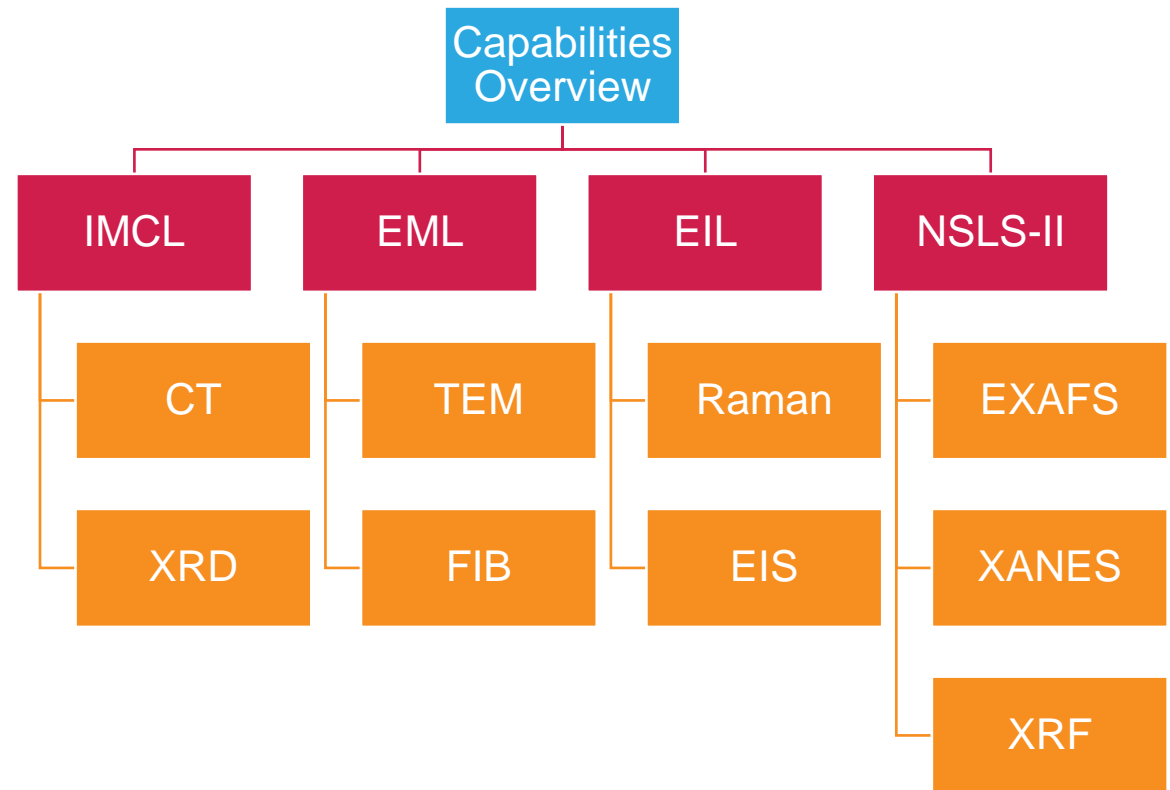 Capabilities
Overview
IMCL
EML
EIL
NSLS-II
CT
TEM
Raman
EXAFS
XRD
FIB
EIS
XANES
XRF